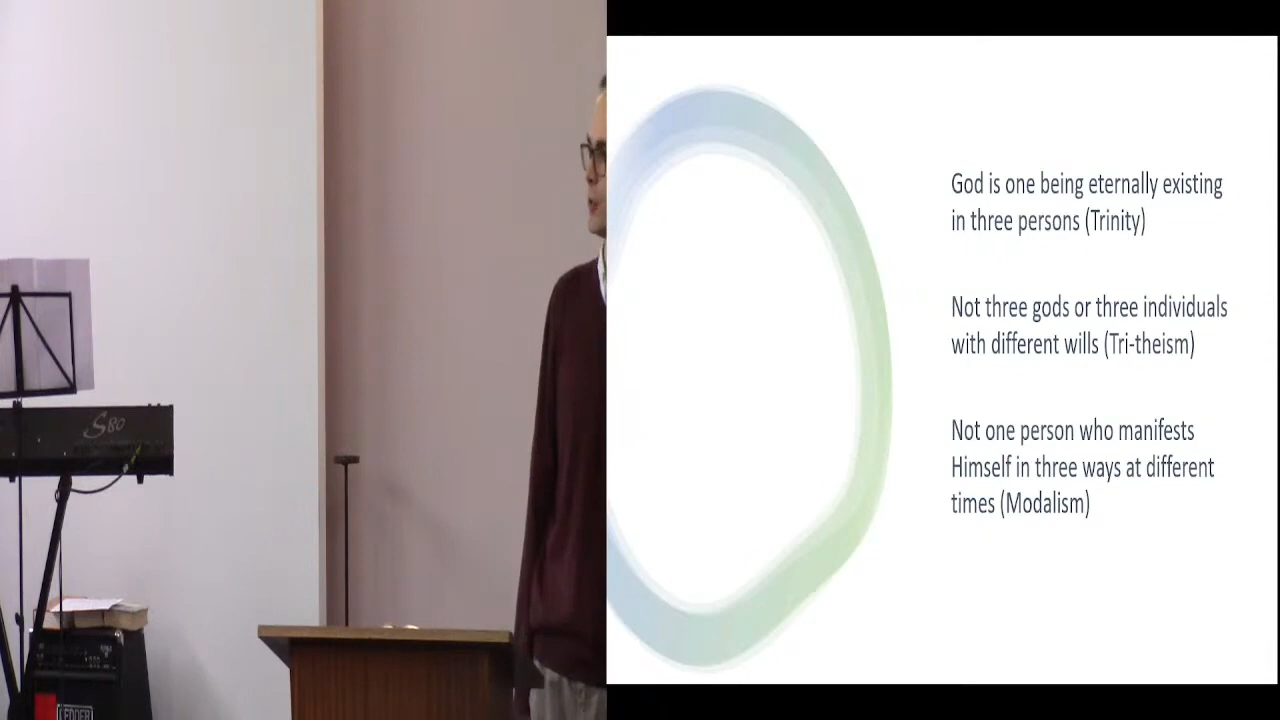 God is one being eternally existing
in three persons (Trinity)
Not three gods or three individuals
with different wills (Tri-theism)
Not one person who manifests
Himself in three ways at different
times (Modalism)
S80